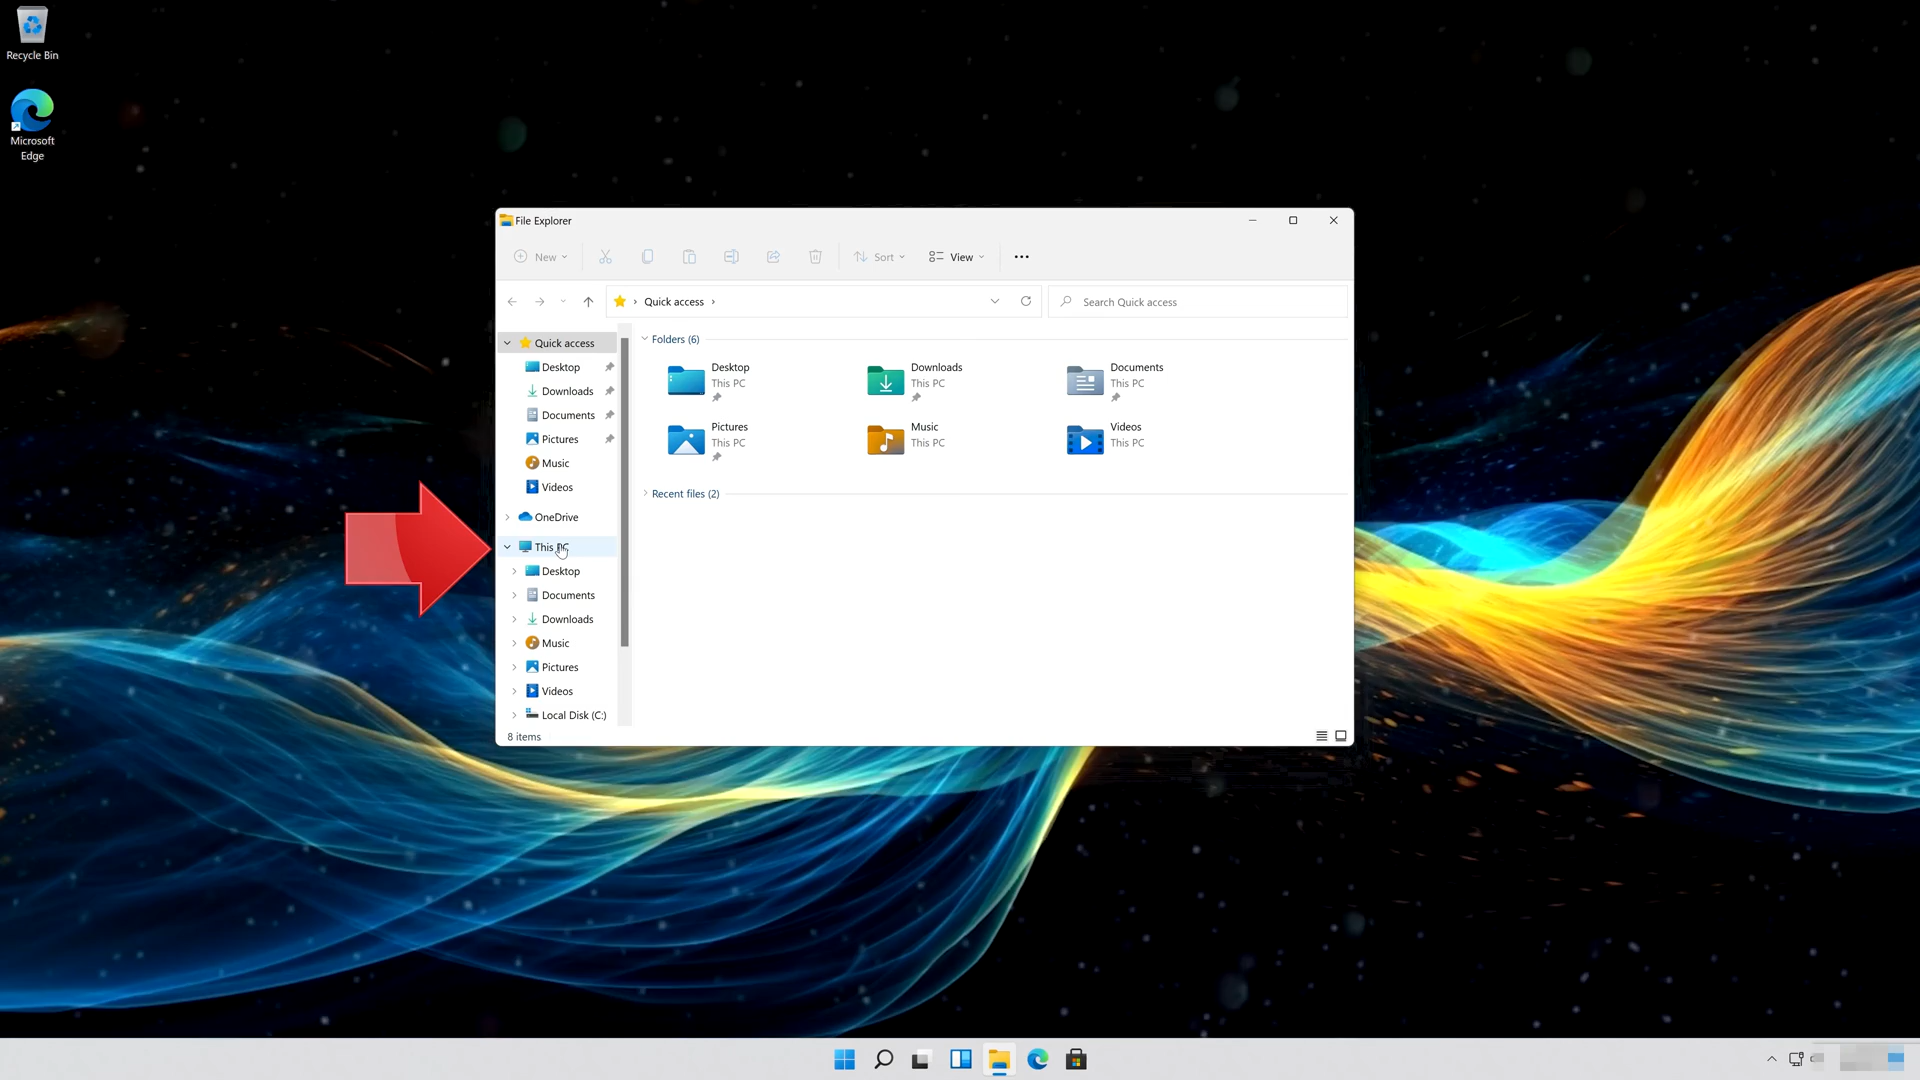 Recycle Bin
Microsoft
Edge
File Explorer
New
Sort
View
Quick access
Search Quick access
Quick access
Desktop
Downloads
Documents
Pictures
Music
Videos
OneDrive
This PC
Desktop
Documents
Downloads
Music
Pictures
Videos
Local Disk (C:)
Folders (6)
Desktop
This PC
Downloads
This PC
Documents
This PC
Pictures
This PC
Music
This PC
Videos
This PC
Recent files (2)
8 items